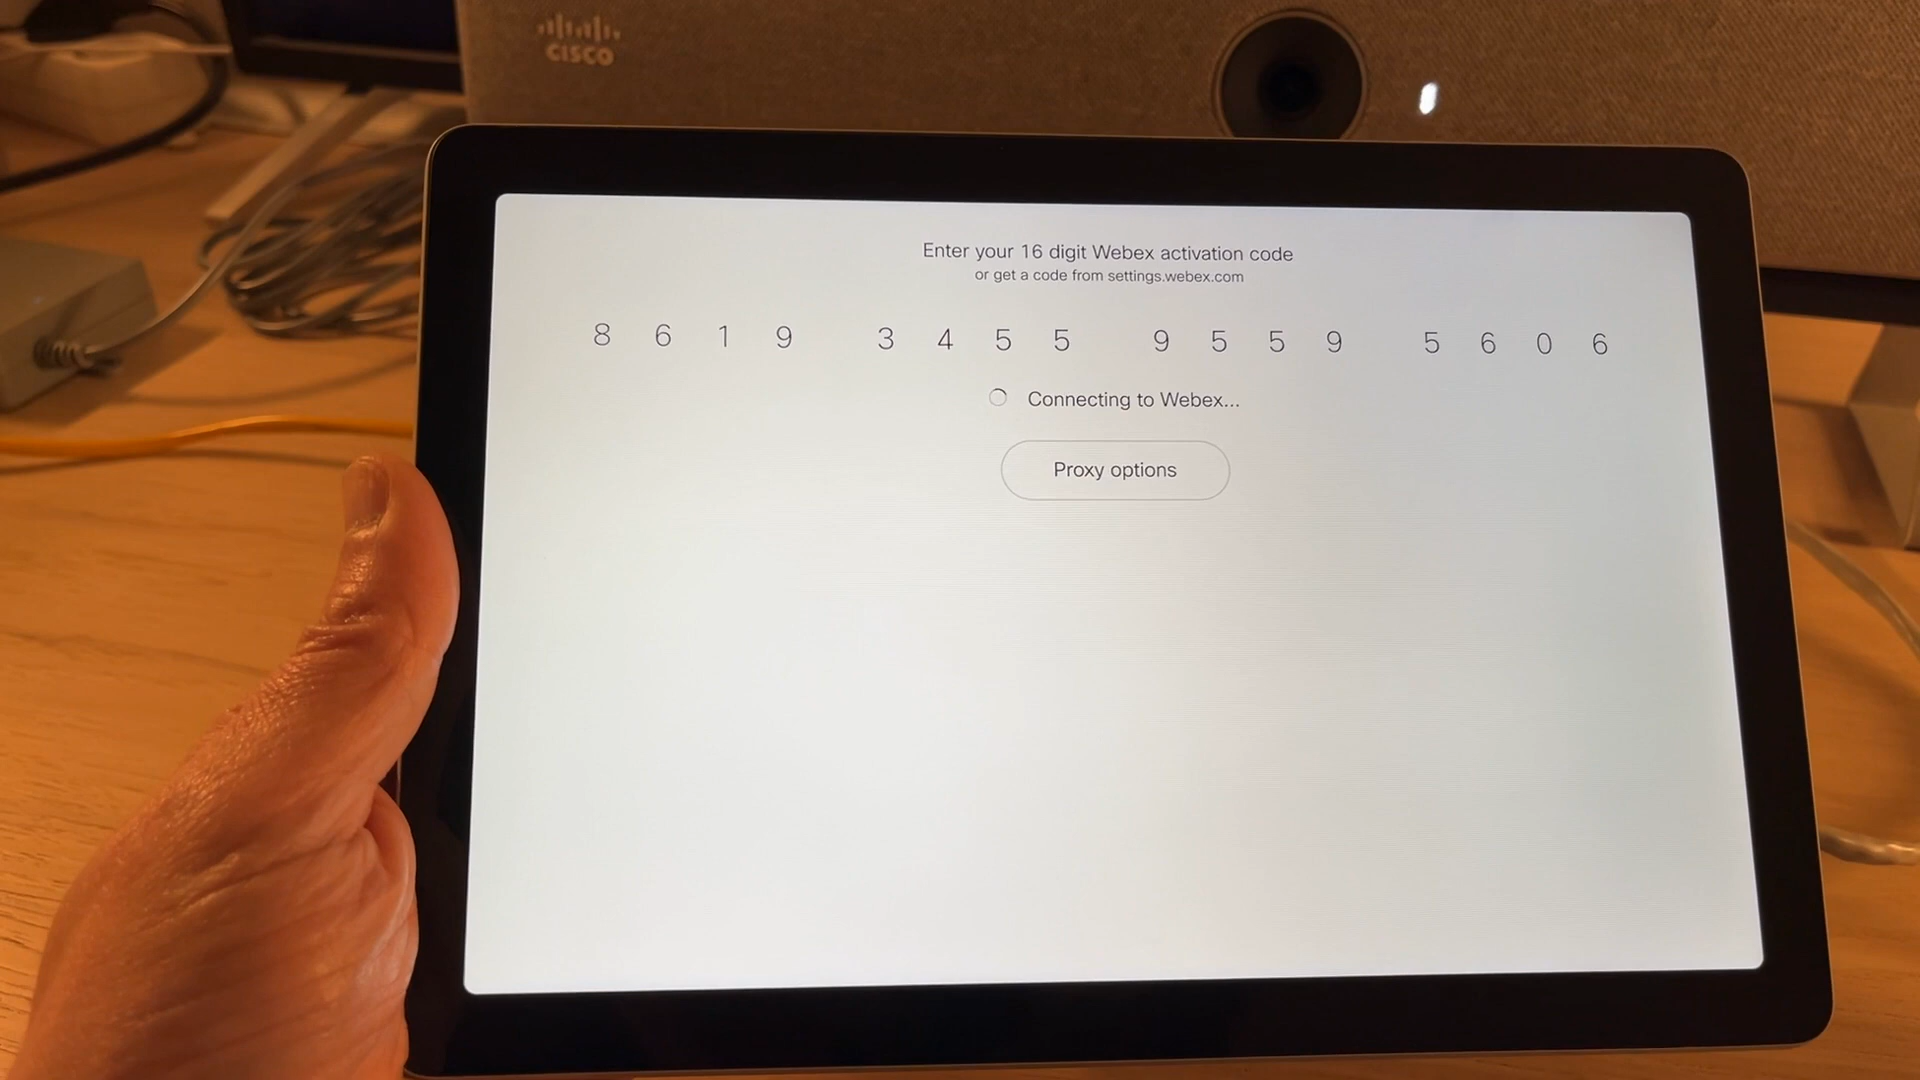 CISCO
Enter your 16 digit Webex activation code
or get a code from settings.webex.com
8 6 1 9 3 4 5 5 9 5 5 9 5 6 0 6
Connecting to Webex...
Proxy options